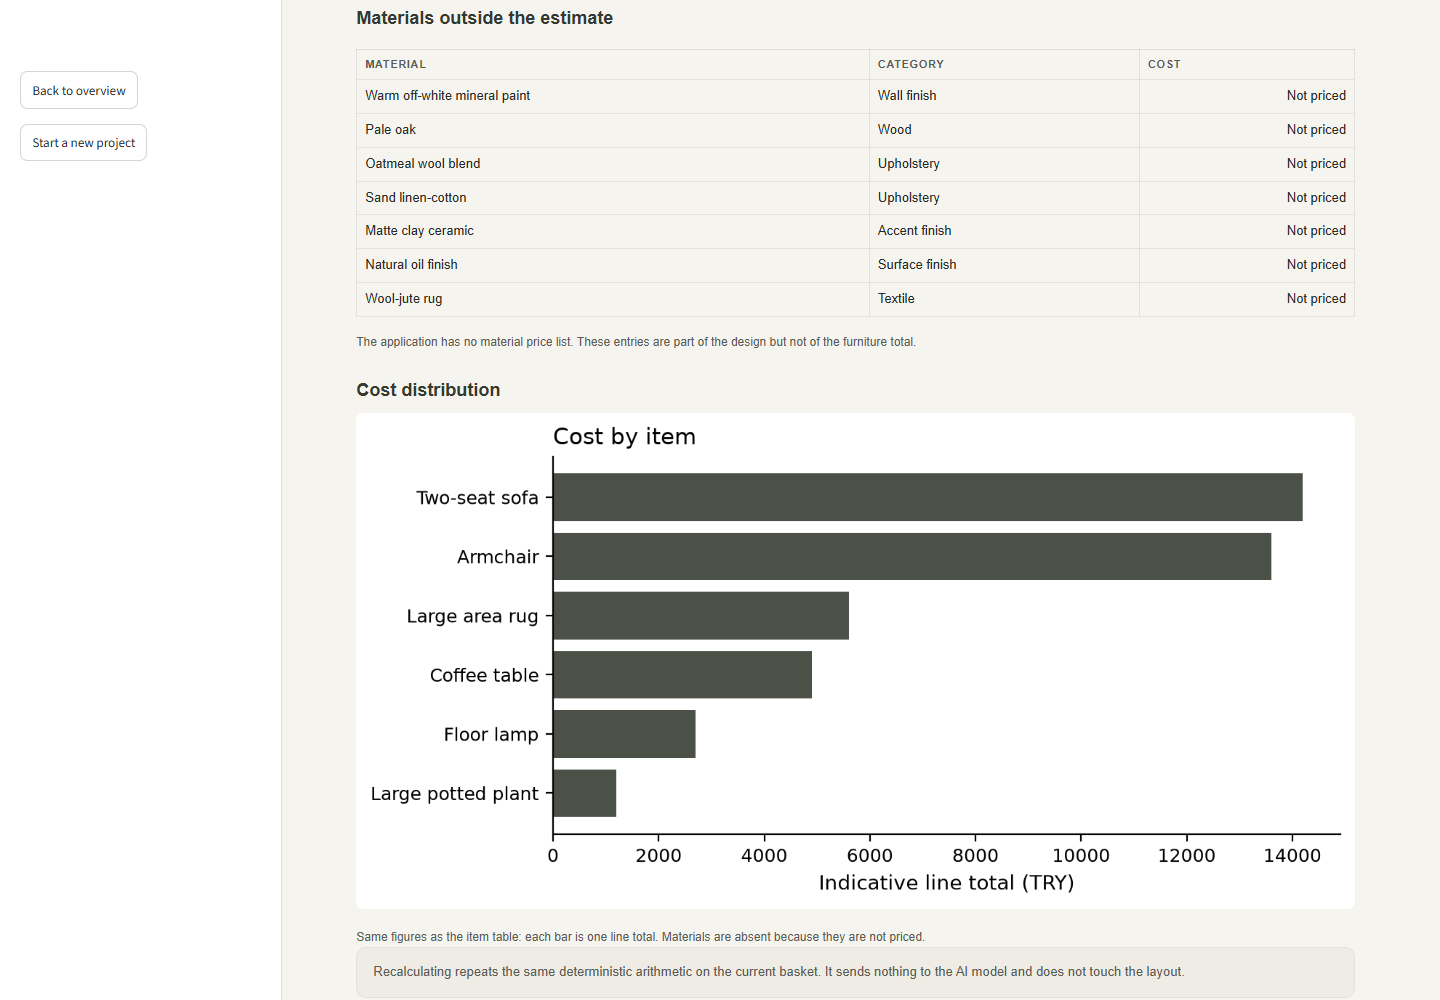 Back to overview
Start a new project
Materials outside the estimate
MATERIAL CATEGORY COST
Warm off-white mineral paint Wall finish Not priced
Pale oak Wood Not priced
Oatmeal wool blend Upholstery Not priced
Sand linen-cotton Upholstery Not priced
Matte clay ceramic Accent finish Not priced
Natural oil finish Surface finish Not priced
Wool-jute rug Textile Not priced
The application has no material price list. These entries are part of the design but not of the furniture total.
Cost distribution
Cost by item
Two-seat sofa
Armchair
Large area rug
Coffee table
Floor lamp
Large potted plant
0 2000 4000 6000 8000 10000 12000 14000
Indicative line total (TRY)
Same figures as the item table: each bar is one line total. Materials are absent because they are not priced.
Recalculating repeats the same deterministic arithmetic on the current basket. It sends nothing to the AI model and does not touch the layout.